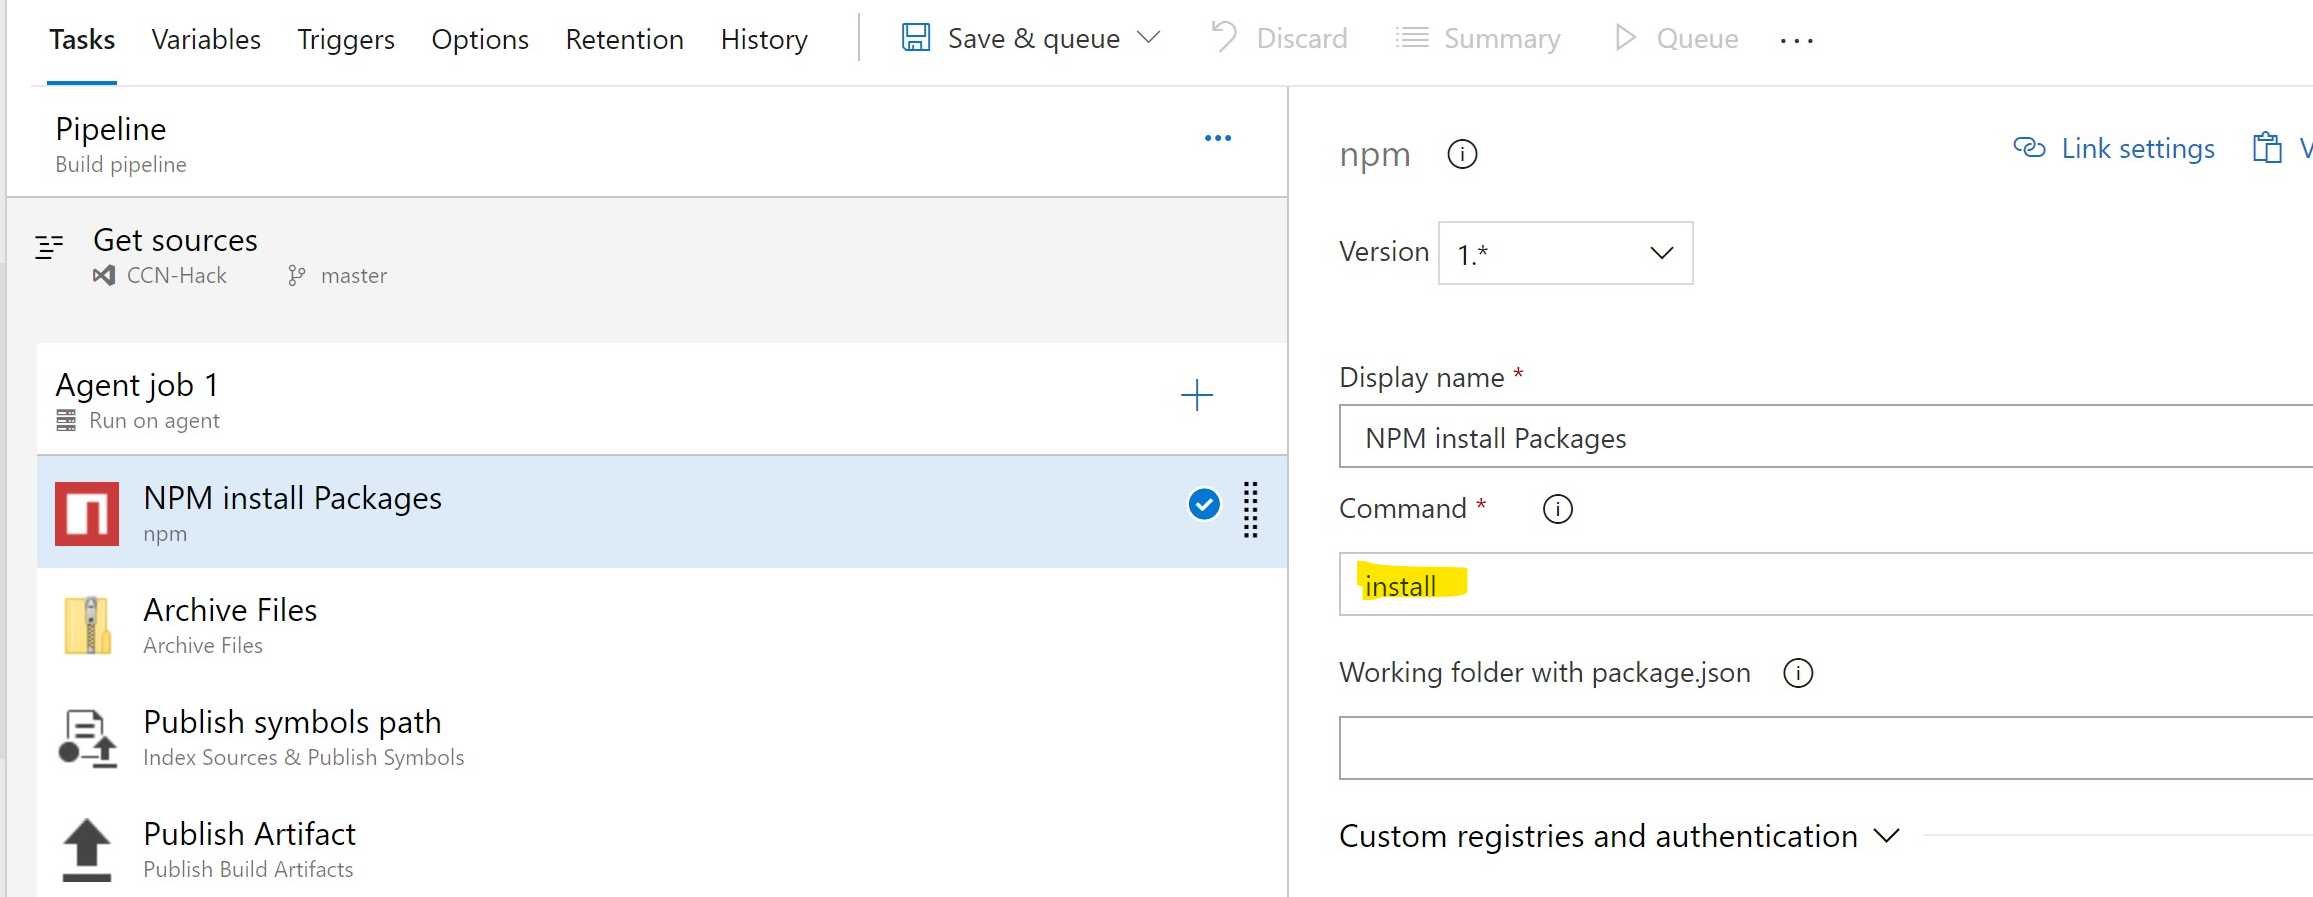 Tasks Variables Triggers Options Retention History Save & queue Discard Summary Queue ...
Pipeline
Build pipeline
Get sources
CCN-Hack master
Agent job 1
Run on agent
NPM install Packages
npm
Archive Files
Archive Files
Publish symbols path
Index Sources & Publish Symbols
Publish Artifact
Publish Build Artifacts
npm Link settings V
Version 1.*
Display name *
NPM install Packages
Command *
install
Working folder with package.json
Custom registries and authentication